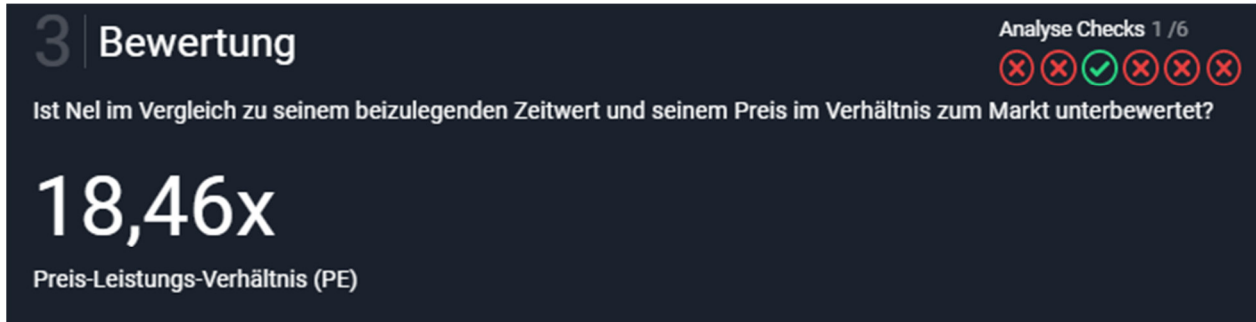 3 Bewertung
Analyse Checks 1 /6
Ist Nel im Vergleich zu seinem beizulegenden Zeitwert und seinem Preis im Verhältnis zum Markt unterbewertet?
18,46x
Preis-Leistungs-Verhältnis (PE)